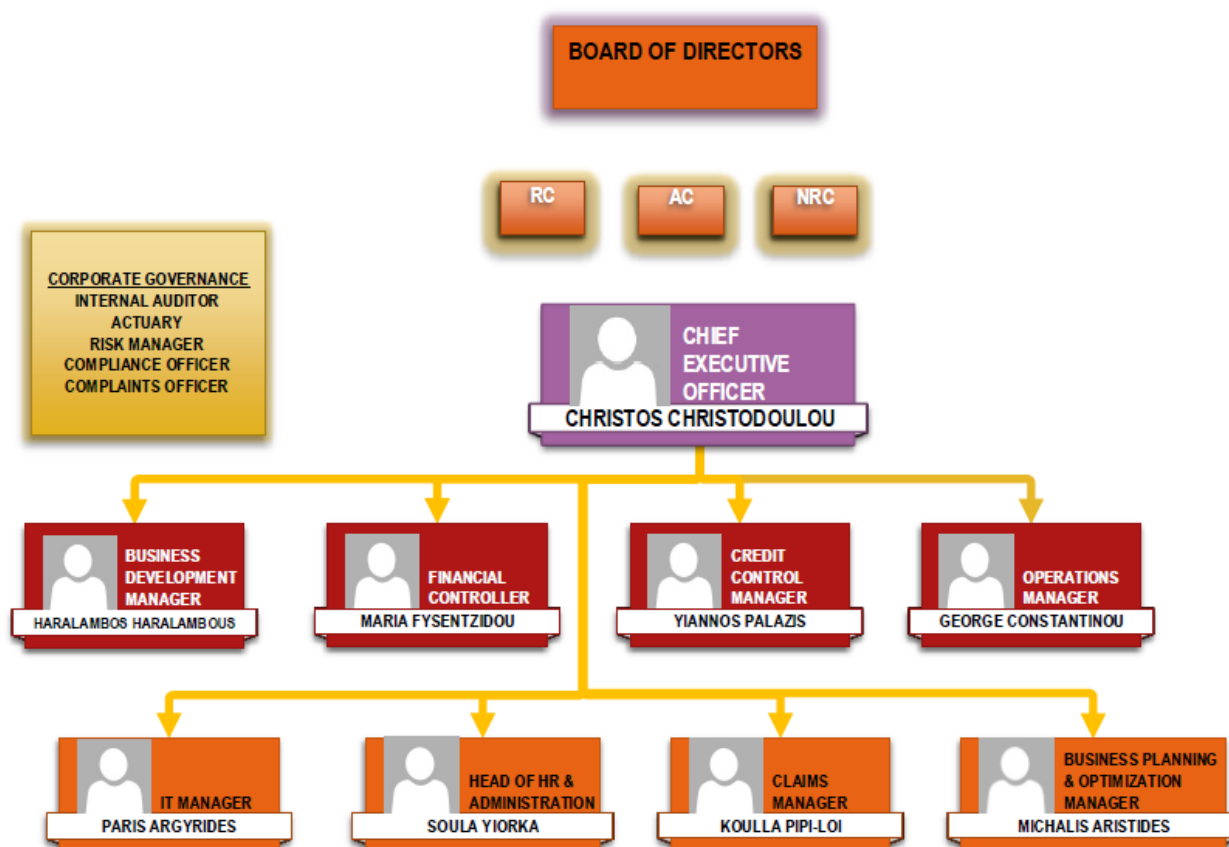 BOARD OF DIRECTORS
RC
AC
NRC
CORPORATE GOVERNANCE
INTERNAL AUDITOR
ACTUARY
RISK MANAGER
COMPLIANCE OFFICER
COMPLAINTS OFFICER
CHIEF
EXECUTIVE
OFFICER
CHRISTOS CHRISTODOULOU
BUSINESS
DEVELOPMENT
MANAGER
HARALAMBOS HARALAMBOUS
FINANCIAL
CONTROLLER
MARIA FYSENTZIDOU
CREDIT
CONTROL
MANAGER
YIANNOS PALAZIS
OPERATIONS
MANAGER
GEORGE CONSTANTINOU
IT MANAGER
PARIS ARGYRIDES
HEAD OF HR &
ADMINISTRATION
SOULA YIORKA
CLAIMS
MANAGER
KOULLA PIPI-LOI
BUSINESS PLANNING
& OPTIMIZATION
MANAGER
MICHALIS ARISTIDES